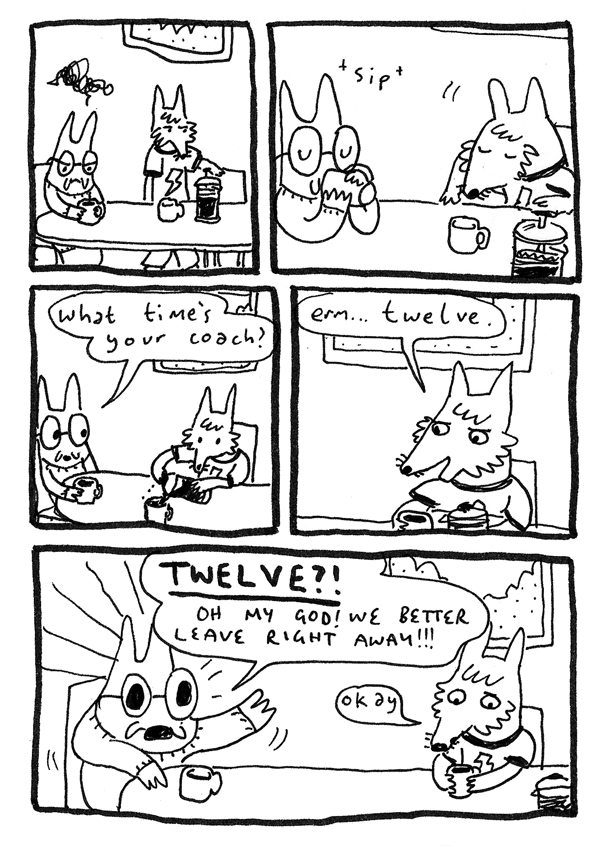 *sip*
what time's
your coach?
erm... twelve.
TWELVE?!
OH MY GOD! WE BETTER
LEAVE RIGHT AWAY!!!
okay